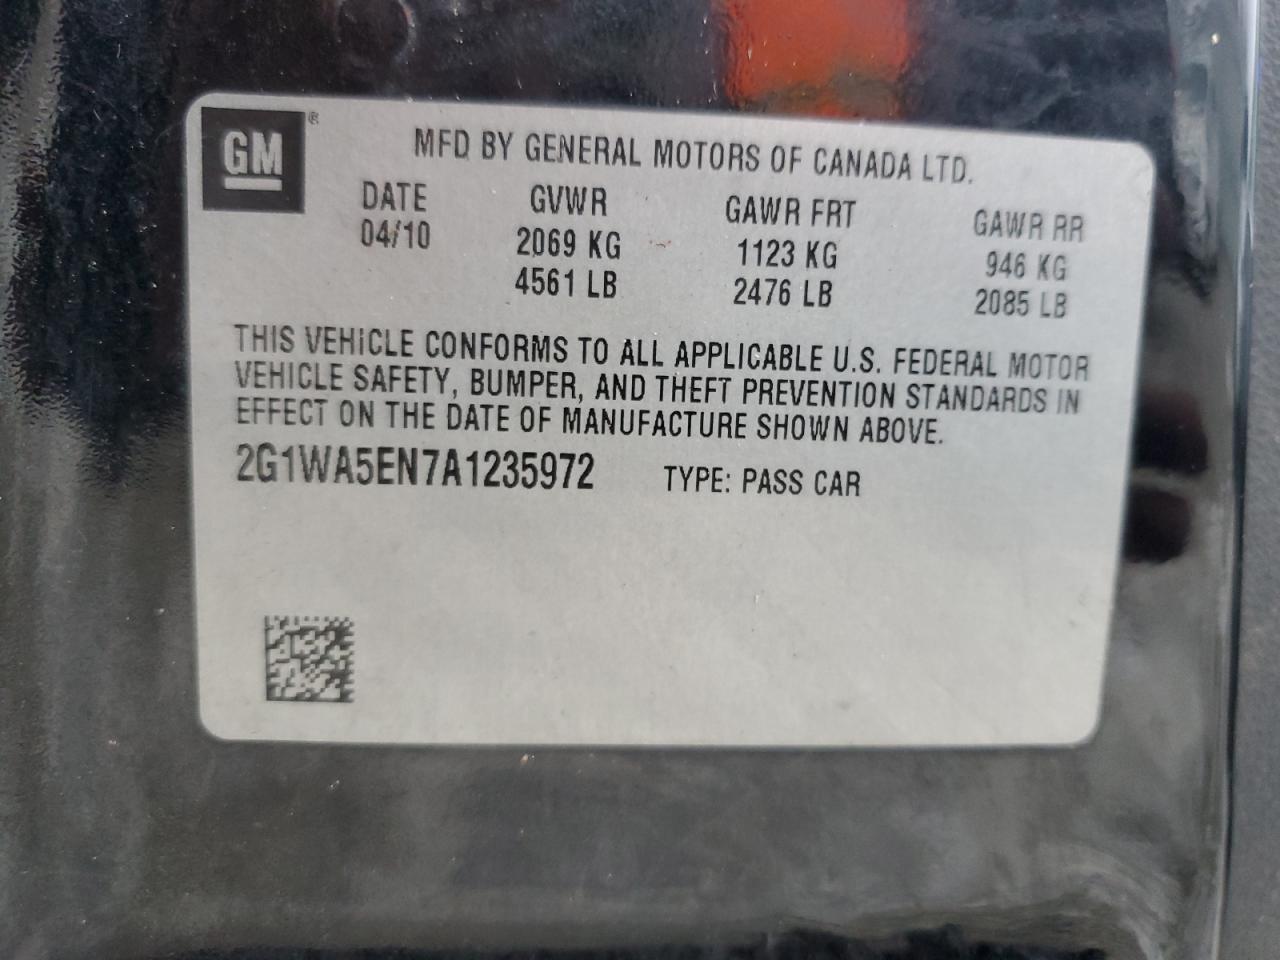 GM®
MFD BY GENERAL MOTORS OF CANADA LTD.
DATE GVWR GAWR FRT GAWR RR
04/10 2069 KG 1123 KG 946 KG
4561 LB 2476 LB 2085 LB
THIS VEHICLE CONFORMS TO ALL APPLICABLE U.S. FEDERAL MOTOR
VEHICLE SAFETY, BUMPER, AND THEFT PREVENTION STANDARDS IN
EFFECT ON THE DATE OF MANUFACTURE SHOWN ABOVE.
2G1WA5EN7A1235972 TYPE: PASS CAR